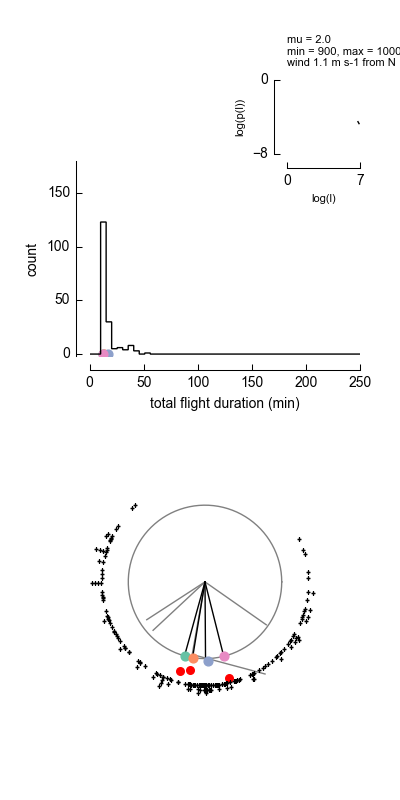 mu = 2.0
min = 900, max = 1000
wind 1.1 m s-1 from N
0
log(p(l))
−8
0 7
log(l)
150
100
50
0
count
0 50 100 150 200 250
total flight duration (min)